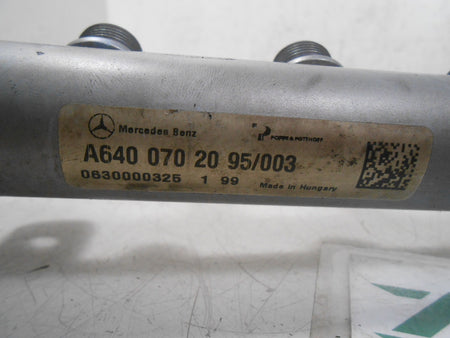 Mercedes Benz
POPPE & POTTHOFF
A640 070 20 95/003
0630000325 1 99
Made in Hungary